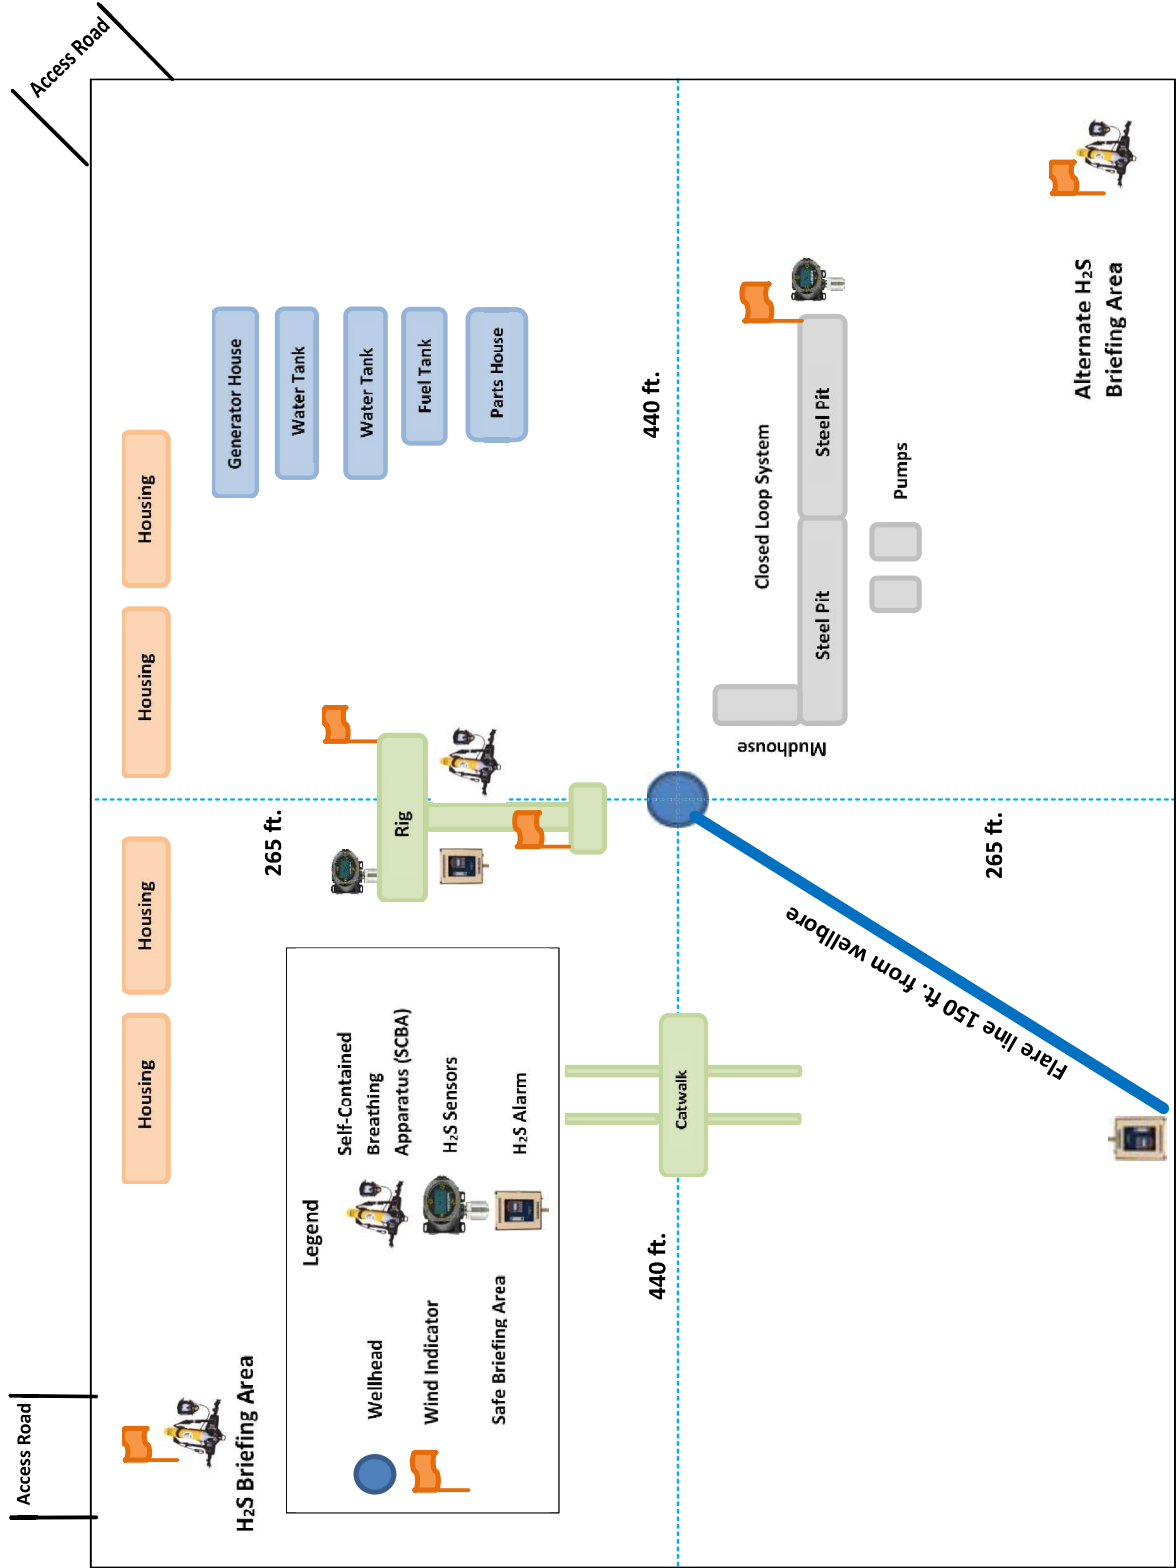 Access Road
Access Road
Housing
Housing
Housing
Housing
H₂S Briefing Area
265 ft.
Rig
Generator House
Water Tank
Water Tank
Fuel Tank
Parts House
Legend
Wellhead
Wind Indicator
Safe Briefing Area
Self-Contained
Breathing
Apparatus (SCBA)
H₂S Sensors
H₂S Alarm
440 ft.
Catwalk
440 ft.
Mudhouse
Closed Loop System
Steel Pit
Steel Pit
Pumps
Flare line 150 ft. from wellbore
265 ft.
Alternate H₂S
Briefing Area